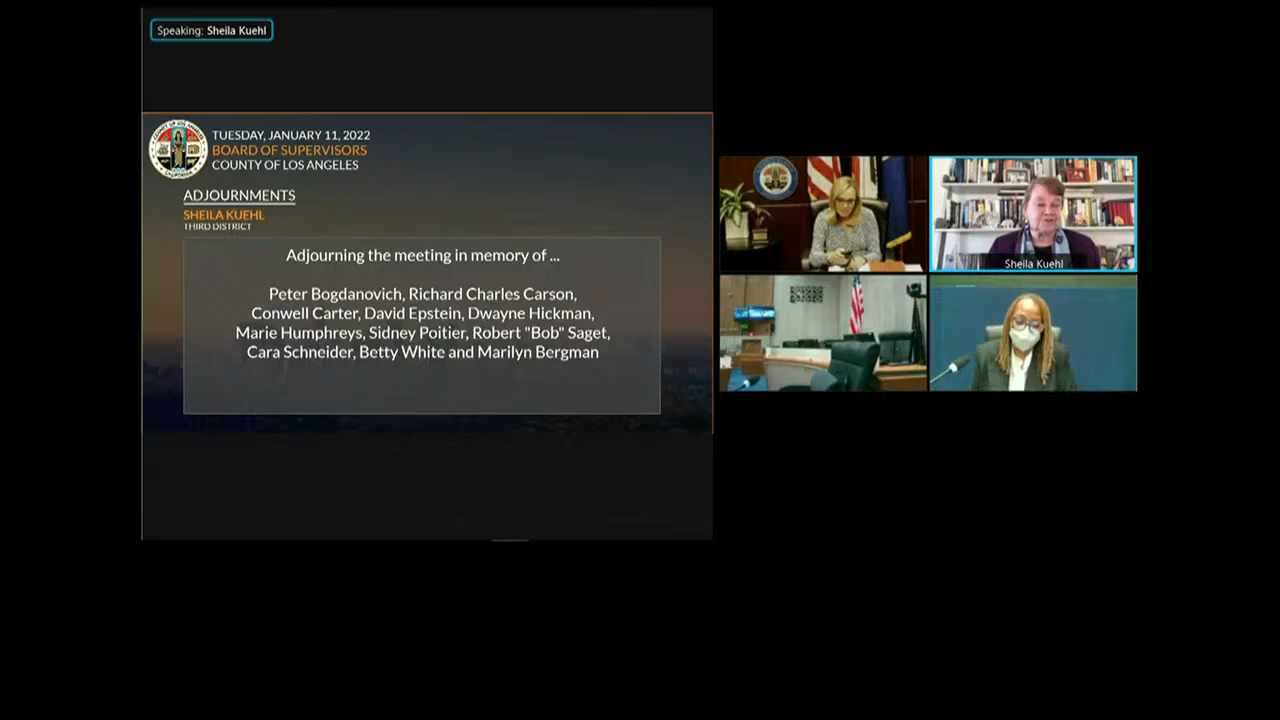 Speaking: Sheila Kuehl
TUESDAY, JANUARY 11, 2022
BOARD OF SUPERVISORS
COUNTY OF LOS ANGELES
ADJOURNMENTS
SHEILA KUEHL
THIRD DISTRICT
Adjourning the meeting in memory of ...
Peter Bogdanovich, Richard Charles Carson,
Conwell Carter, David Epstein, Dwayne Hickman,
Marie Humphreys, Sidney Poitier, Robert "Bob" Saget,
Cara Schneider, Betty White and Marilyn Bergman
Sheila Kuehl